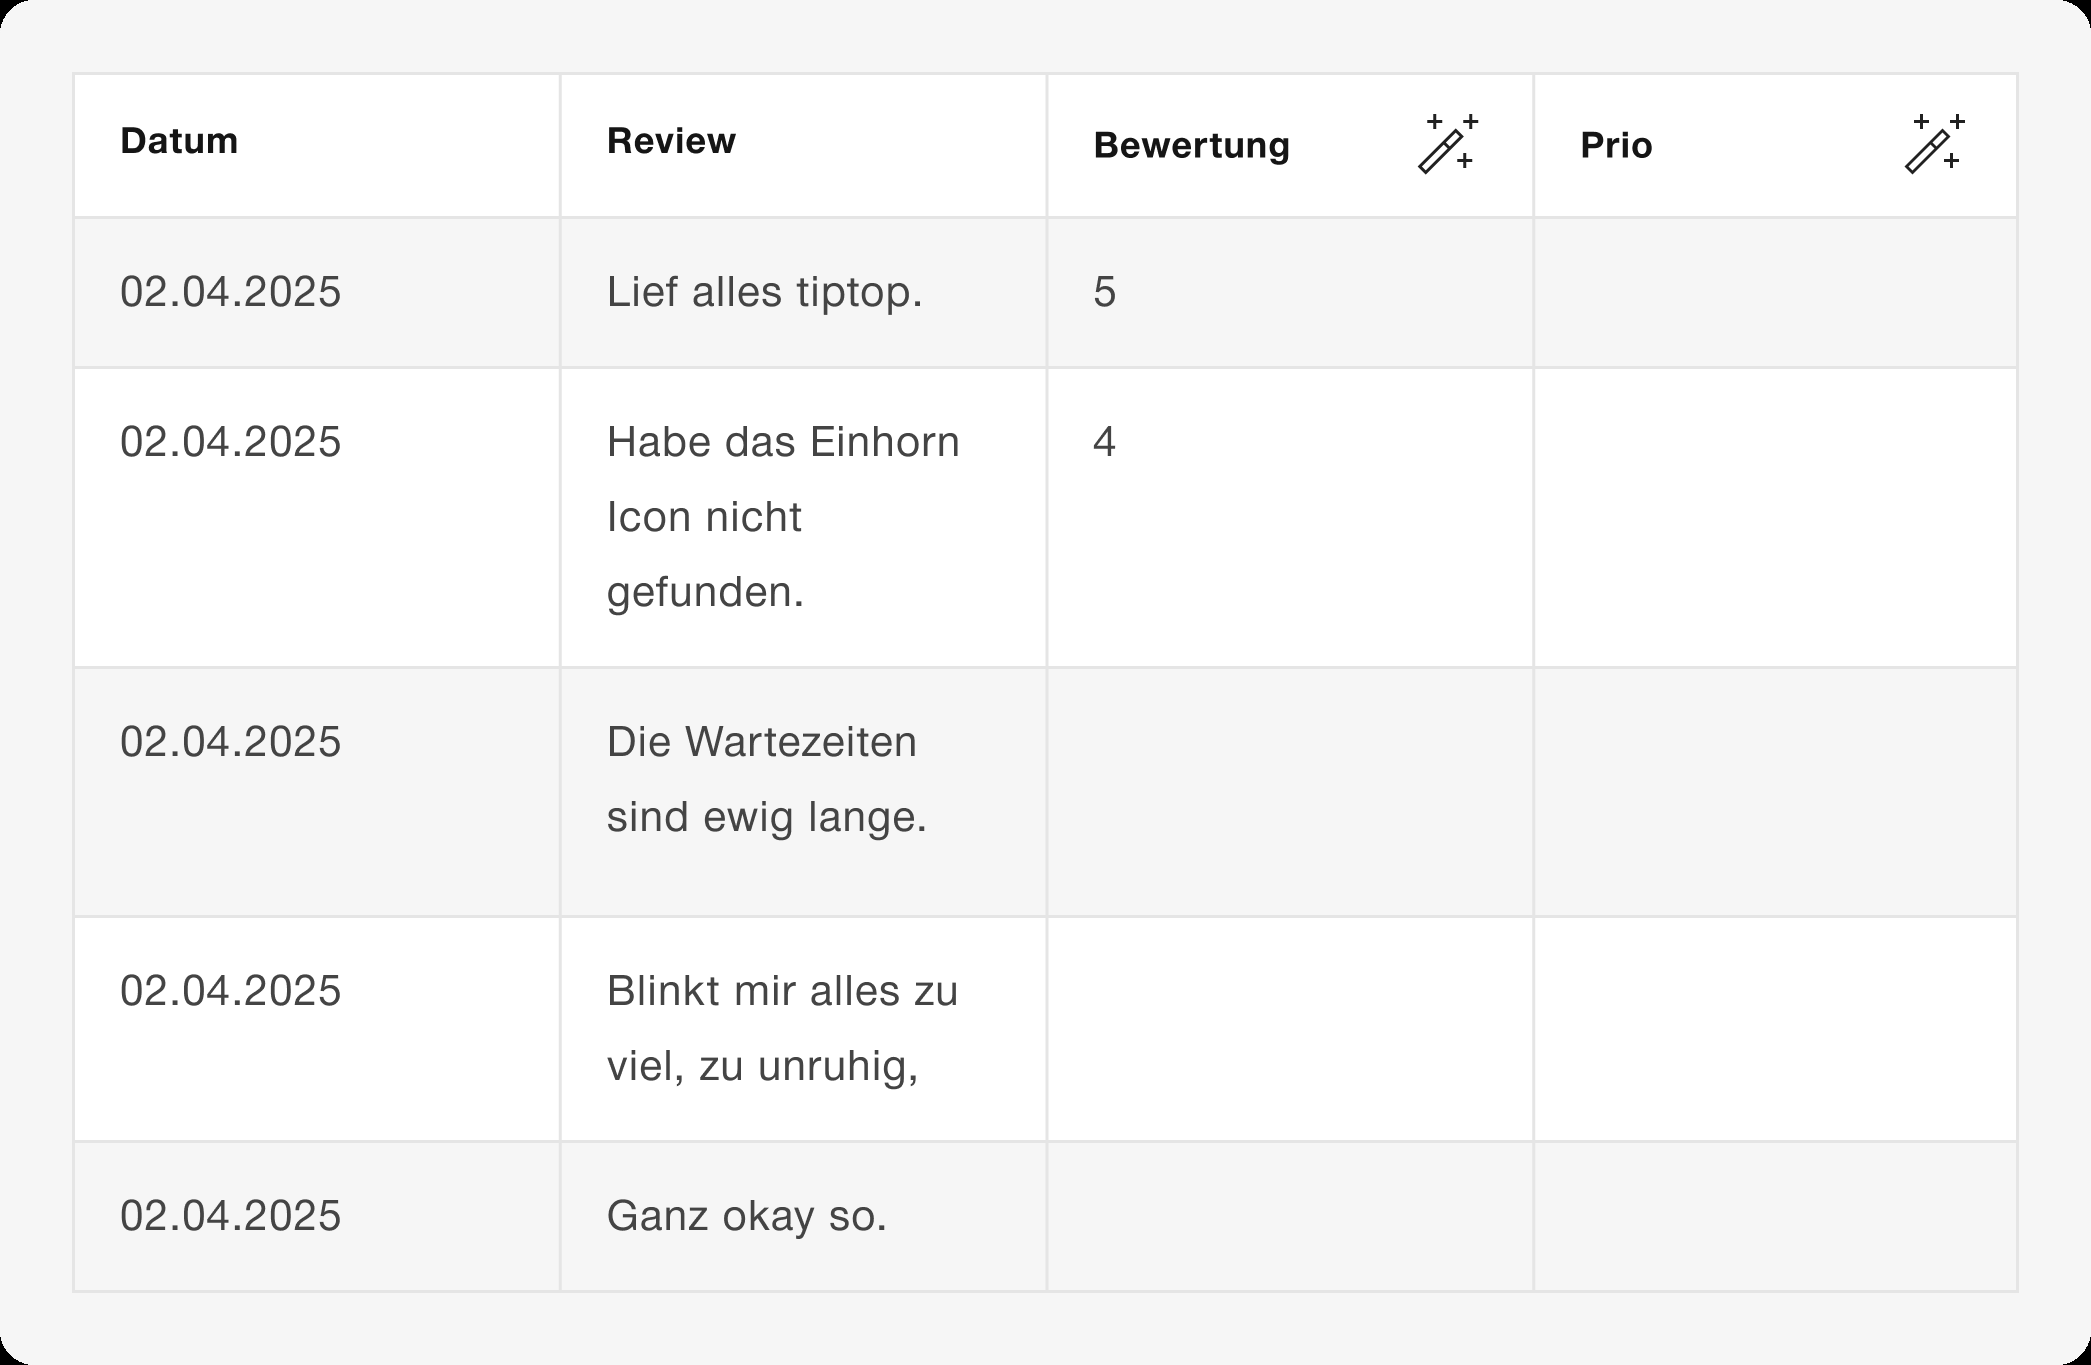 Datum Review Bewertung Prio
02.04.2025 Lief alles tiptop. 5
02.04.2025 Habe das Einhorn 4
Icon nicht
gefunden.
02.04.2025 Die Wartezeiten
sind ewig lange.
02.04.2025 Blinkt mir alles zu
viel, zu unruhig,
02.04.2025 Ganz okay so.